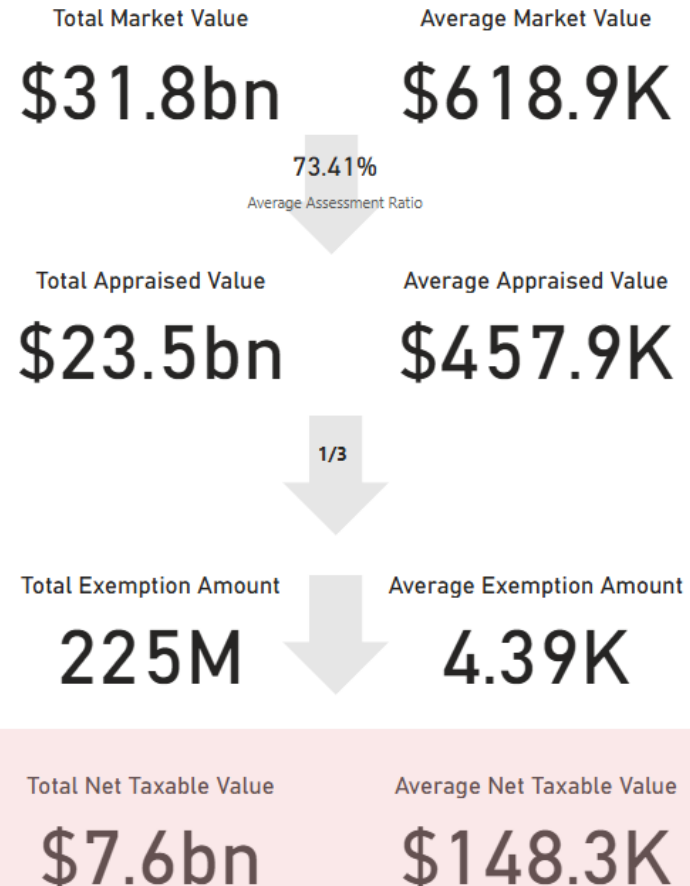 Total Market Value
Average Market Value
$31.8bn
$618.9K
73.41%
Average Assessment Ratio
Total Appraised Value
Average Appraised Value
$23.5bn
$457.9K
1/3
Total Exemption Amount
Average Exemption Amount
225M
4.39K
Total Net Taxable Value
Average Net Taxable Value
$7.6bn
$148.3K